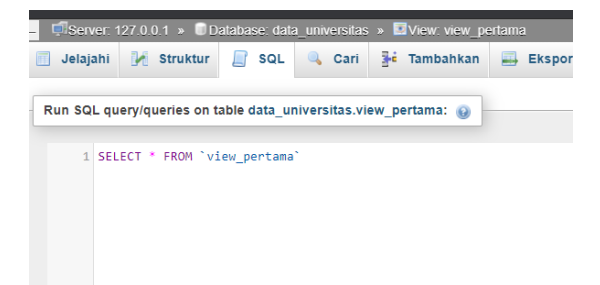 Server: 127.0.0.1 » Database: data_universitas » View: view_pertama
Jelajahi Struktur SQL Cari Tambahkan Ekspor
Run SQL query/queries on table data_universitas.view_pertama:
1 SELECT * FROM `view_pertama`